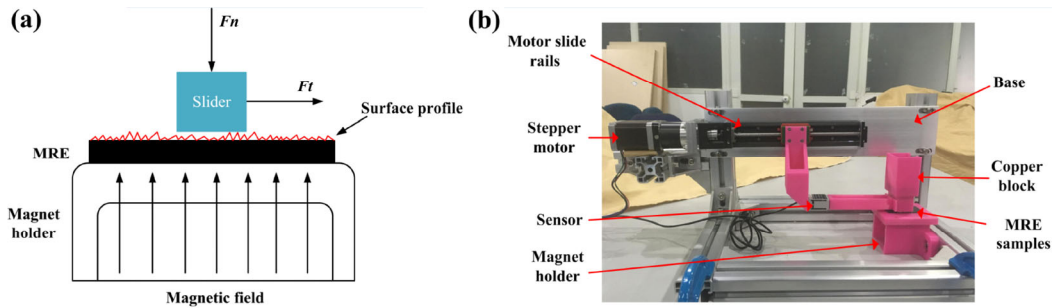 (a)
Fn
Slider
Ft
Surface profile
MRE
Magnet
holder
Magnetic field
(b)
Motor slide
rails
Base
Stepper
motor
Copper
block
Sensor
MRE
samples
Magnet
holder